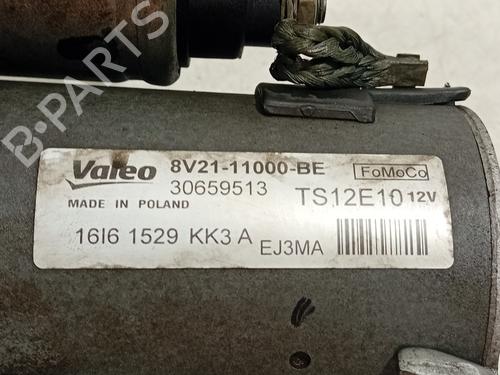 B-PARTS
Valeo 8V21-11000-BE FoMoCo
30659513 TS12E10 12V
MADE IN POLAND
16I6 1529 KK3 A EJ3MA